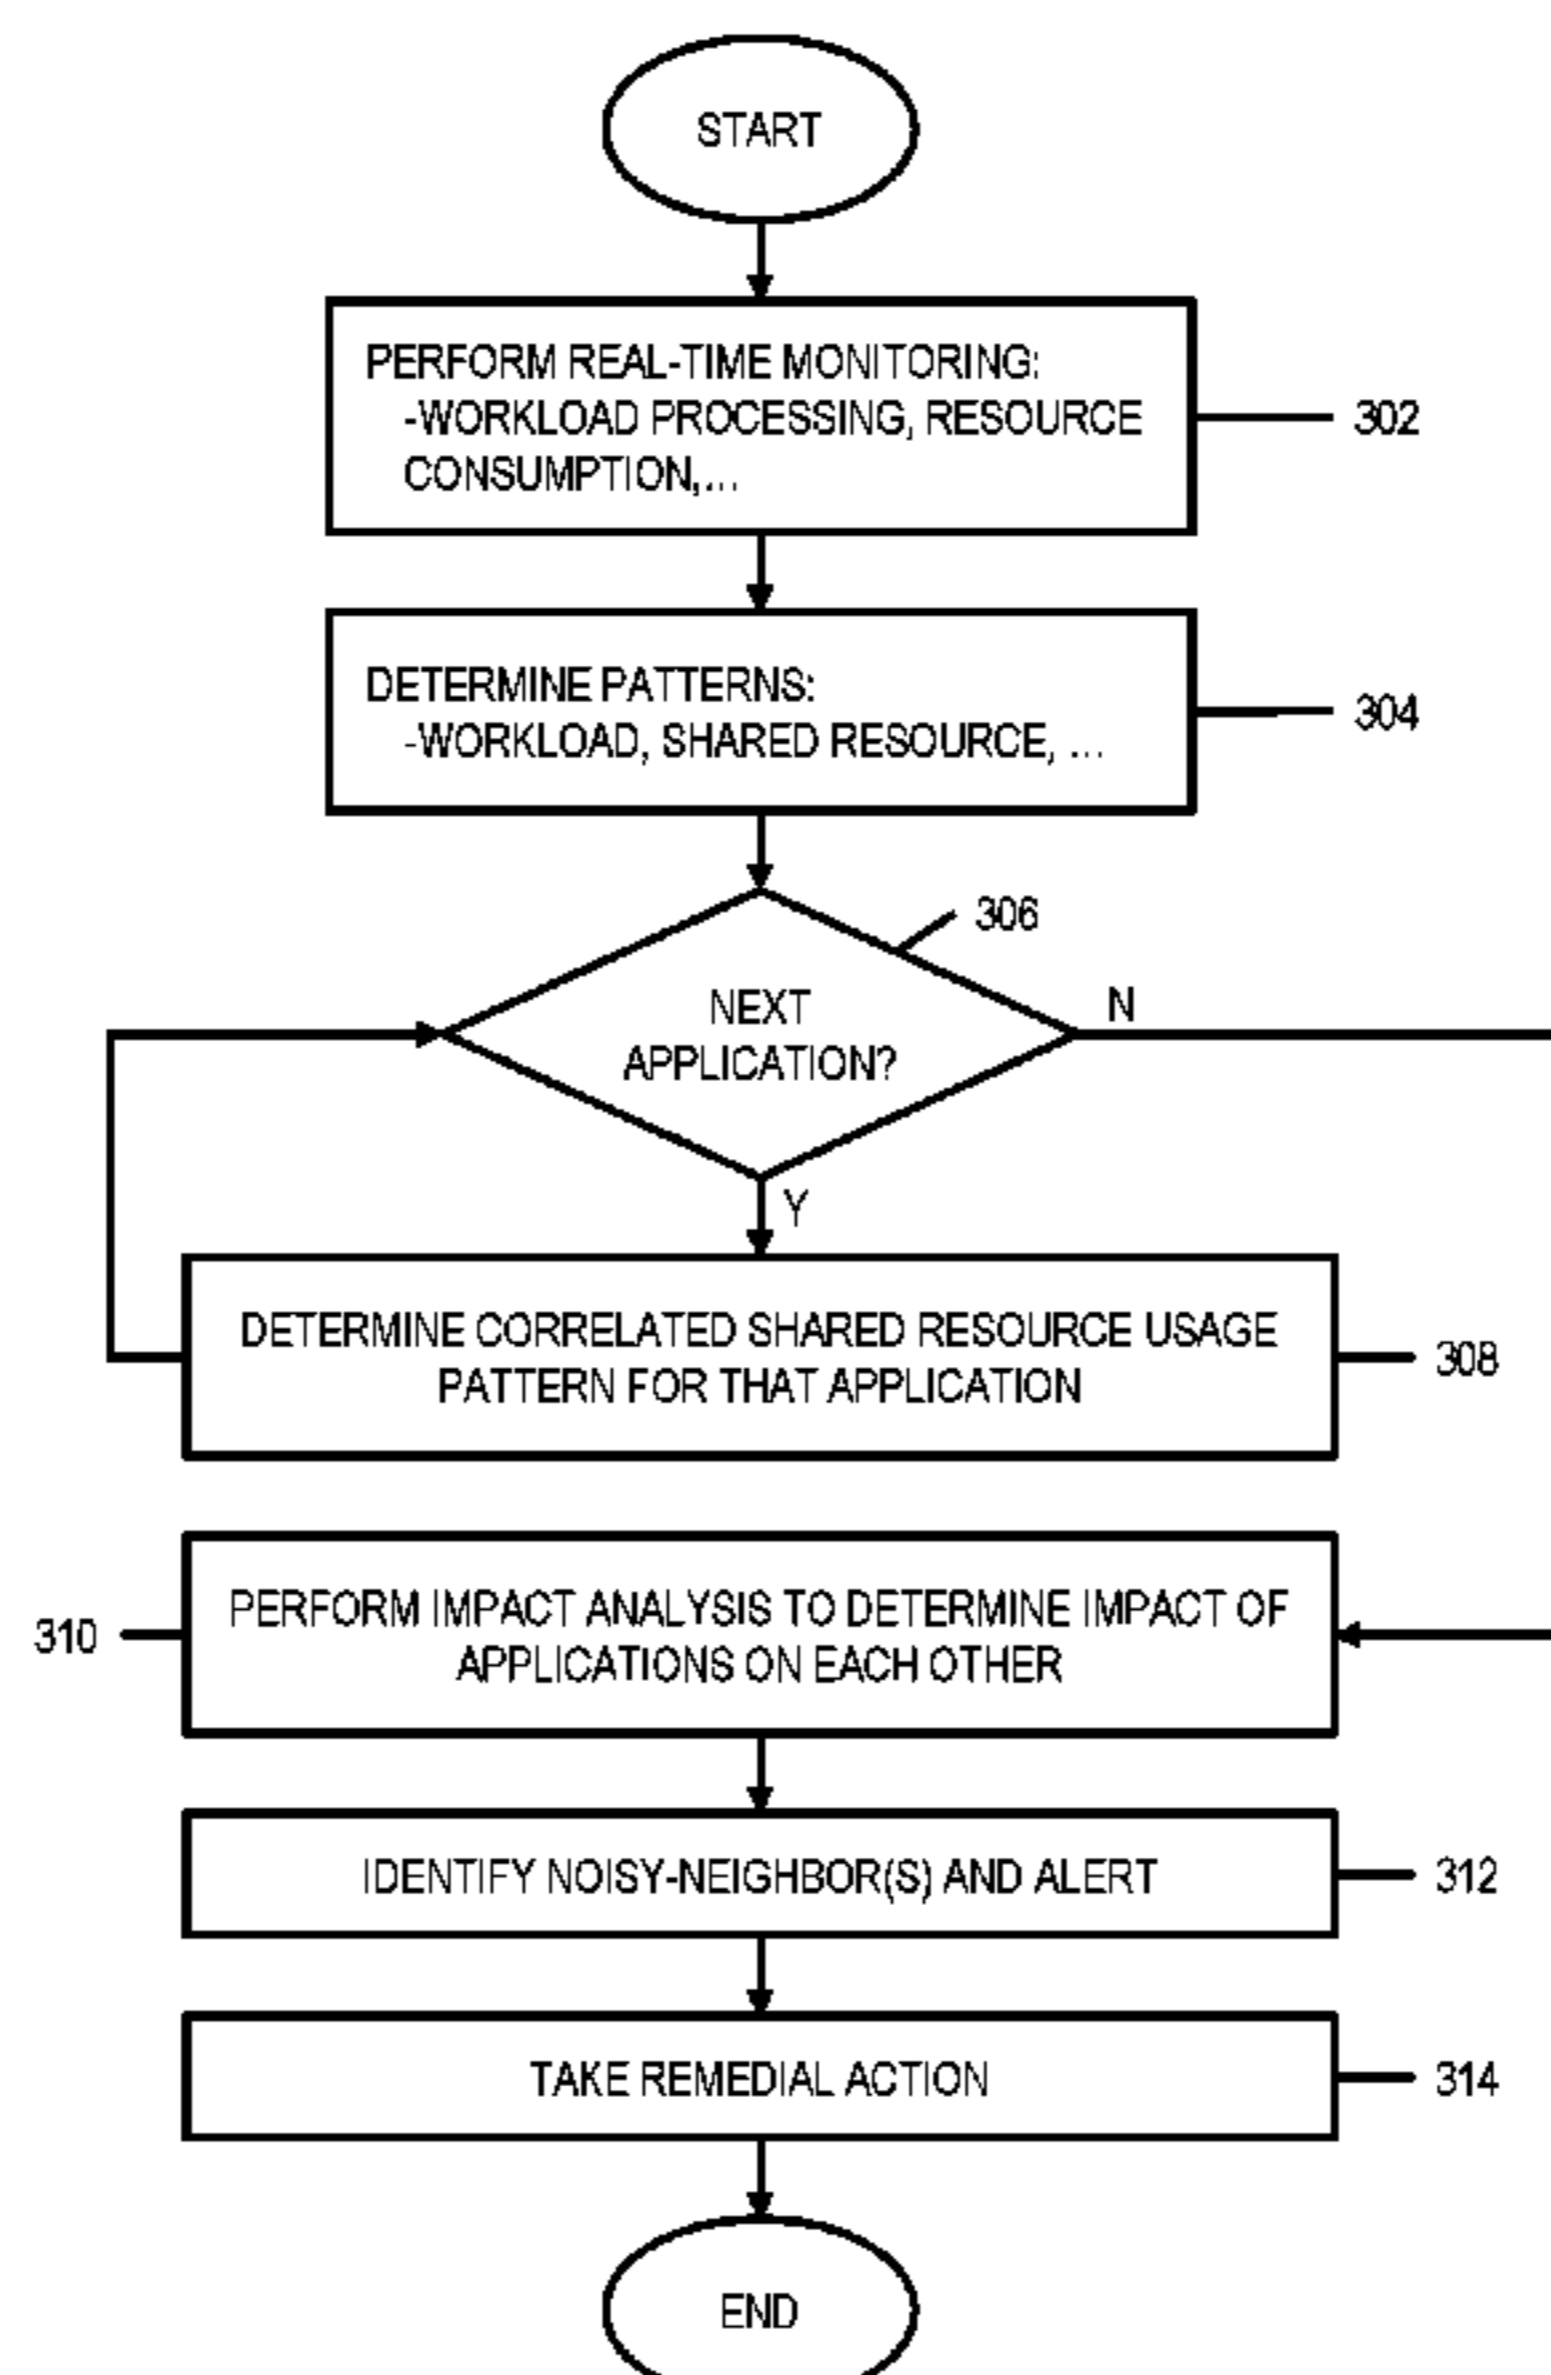 START
PERFORM REAL-TIME MONITORING:
-WORKLOAD PROCESSING, RESOURCE
CONSUMPTION,...
302
DETERMINE PATTERNS:
-WORKLOAD, SHARED RESOURCE, ...
304
306
NEXT
APPLICATION?
N
Y
DETERMINE CORRELATED SHARED RESOURCE USAGE
PATTERN FOR THAT APPLICATION
308
310
PERFORM IMPACT ANALYSIS TO DETERMINE IMPACT OF
APPLICATIONS ON EACH OTHER
IDENTIFY NOISY-NEIGHBOR(S) AND ALERT
312
TAKE REMEDIAL ACTION
314
END